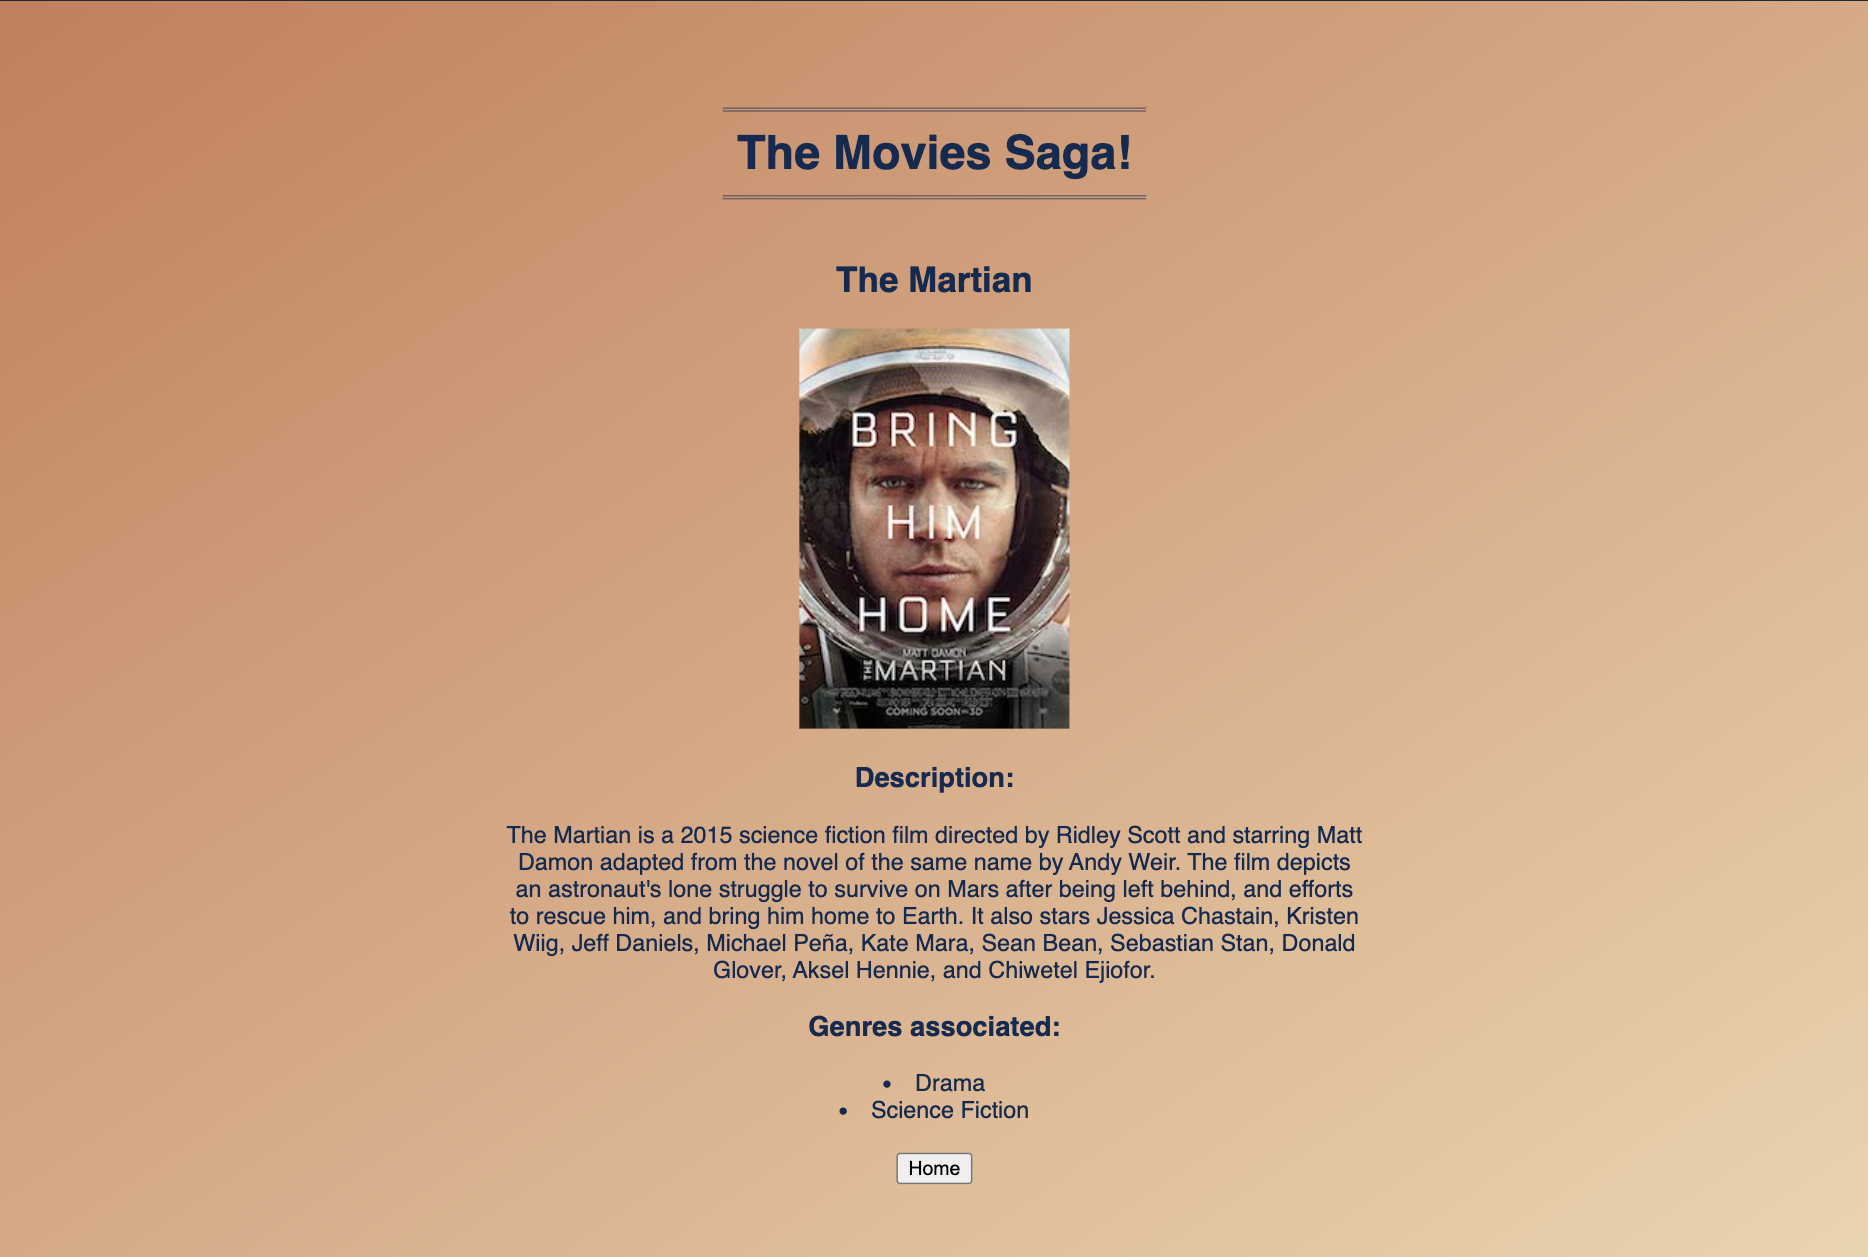 The Movies Saga!
The Martian
BRING
HIM
HOME
MATT DAMON
THE MARTIAN
COMING SOON IN 3D
Description:
The Martian is a 2015 science fiction film directed by Ridley Scott and starring Matt
Damon adapted from the novel of the same name by Andy Weir. The film depicts
an astronaut's lone struggle to survive on Mars after being left behind, and efforts
to rescue him, and bring him home to Earth. It also stars Jessica Chastain, Kristen
Wiig, Jeff Daniels, Michael Peña, Kate Mara, Sean Bean, Sebastian Stan, Donald
Glover, Aksel Hennie, and Chiwetel Ejiofor.
Genres associated:
• Drama
• Science Fiction
Home